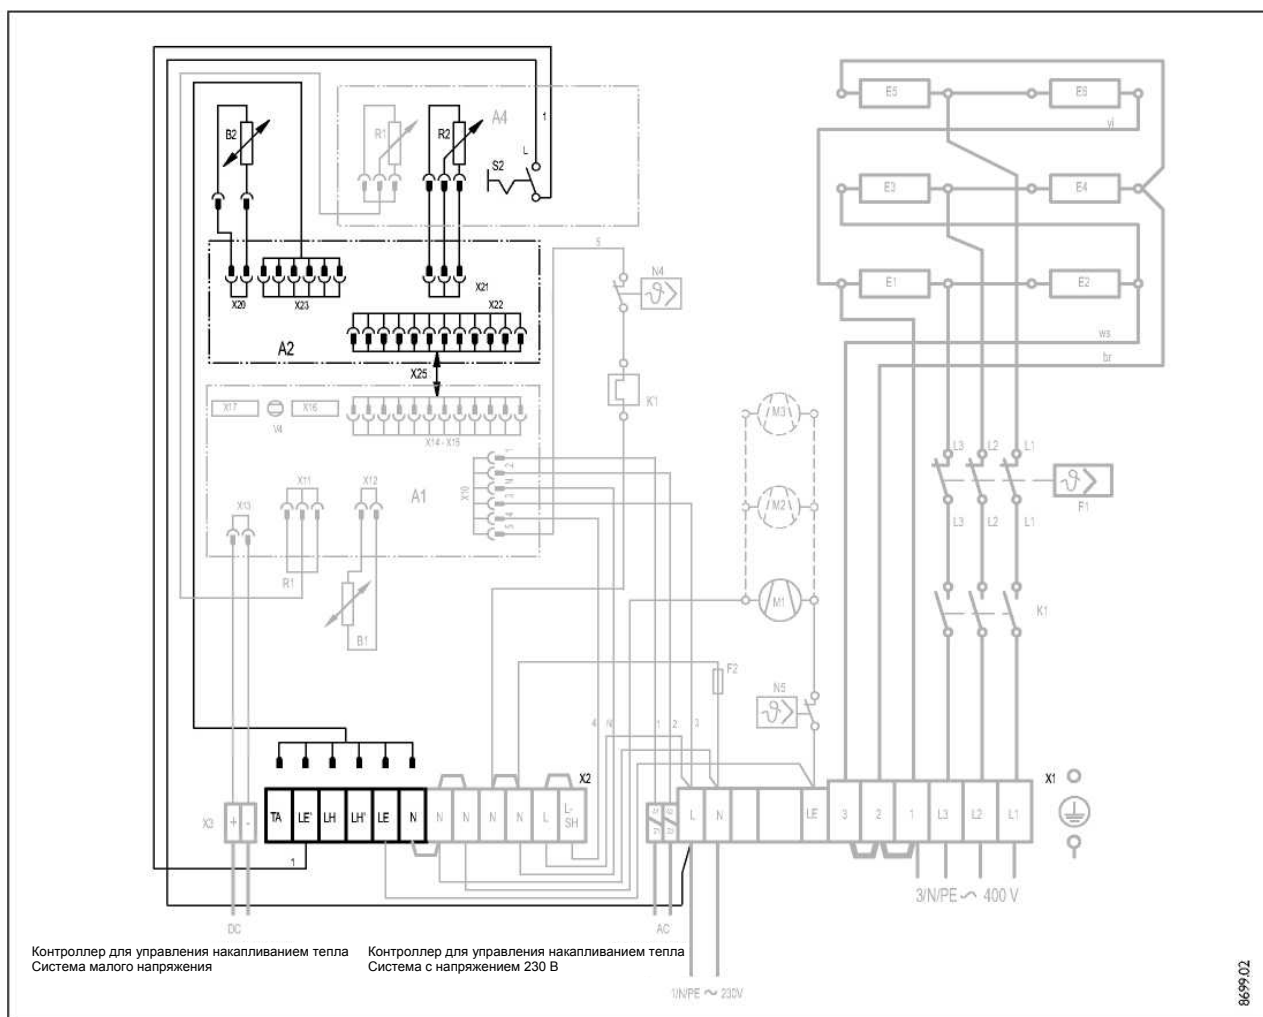 E5
E6
B2
R1
R2
A4
1
vi
S2
L
E3
E4
5
N4
X20
X23
X21
X22
E1
E2
A2
ws
br
X25
X17
X16
K1
V4
M3
X14 - X15
L3
L2
L1
X11
X12
A1
X10
1
2
N
3
4
5
F1
X13
M2
L3
L2
L1
R1
M1
K1
B1
F2
N5
4
N
1
2
3
X2
X1
X3
+
-
TA
LE'
LH
LH'
LE
N
N
N
N
N
L
L-
SH
L
N
LE
3
2
1
L3
L2
L1
1
3/N/PE ~ 400 V
DC
AC
Контроллер для управления накапливанием тепла
Система малого напряжения
Контроллер для управления накапливанием тепла
Система с напряжением 230 В
1/N/PE ~ 230V
8699.02